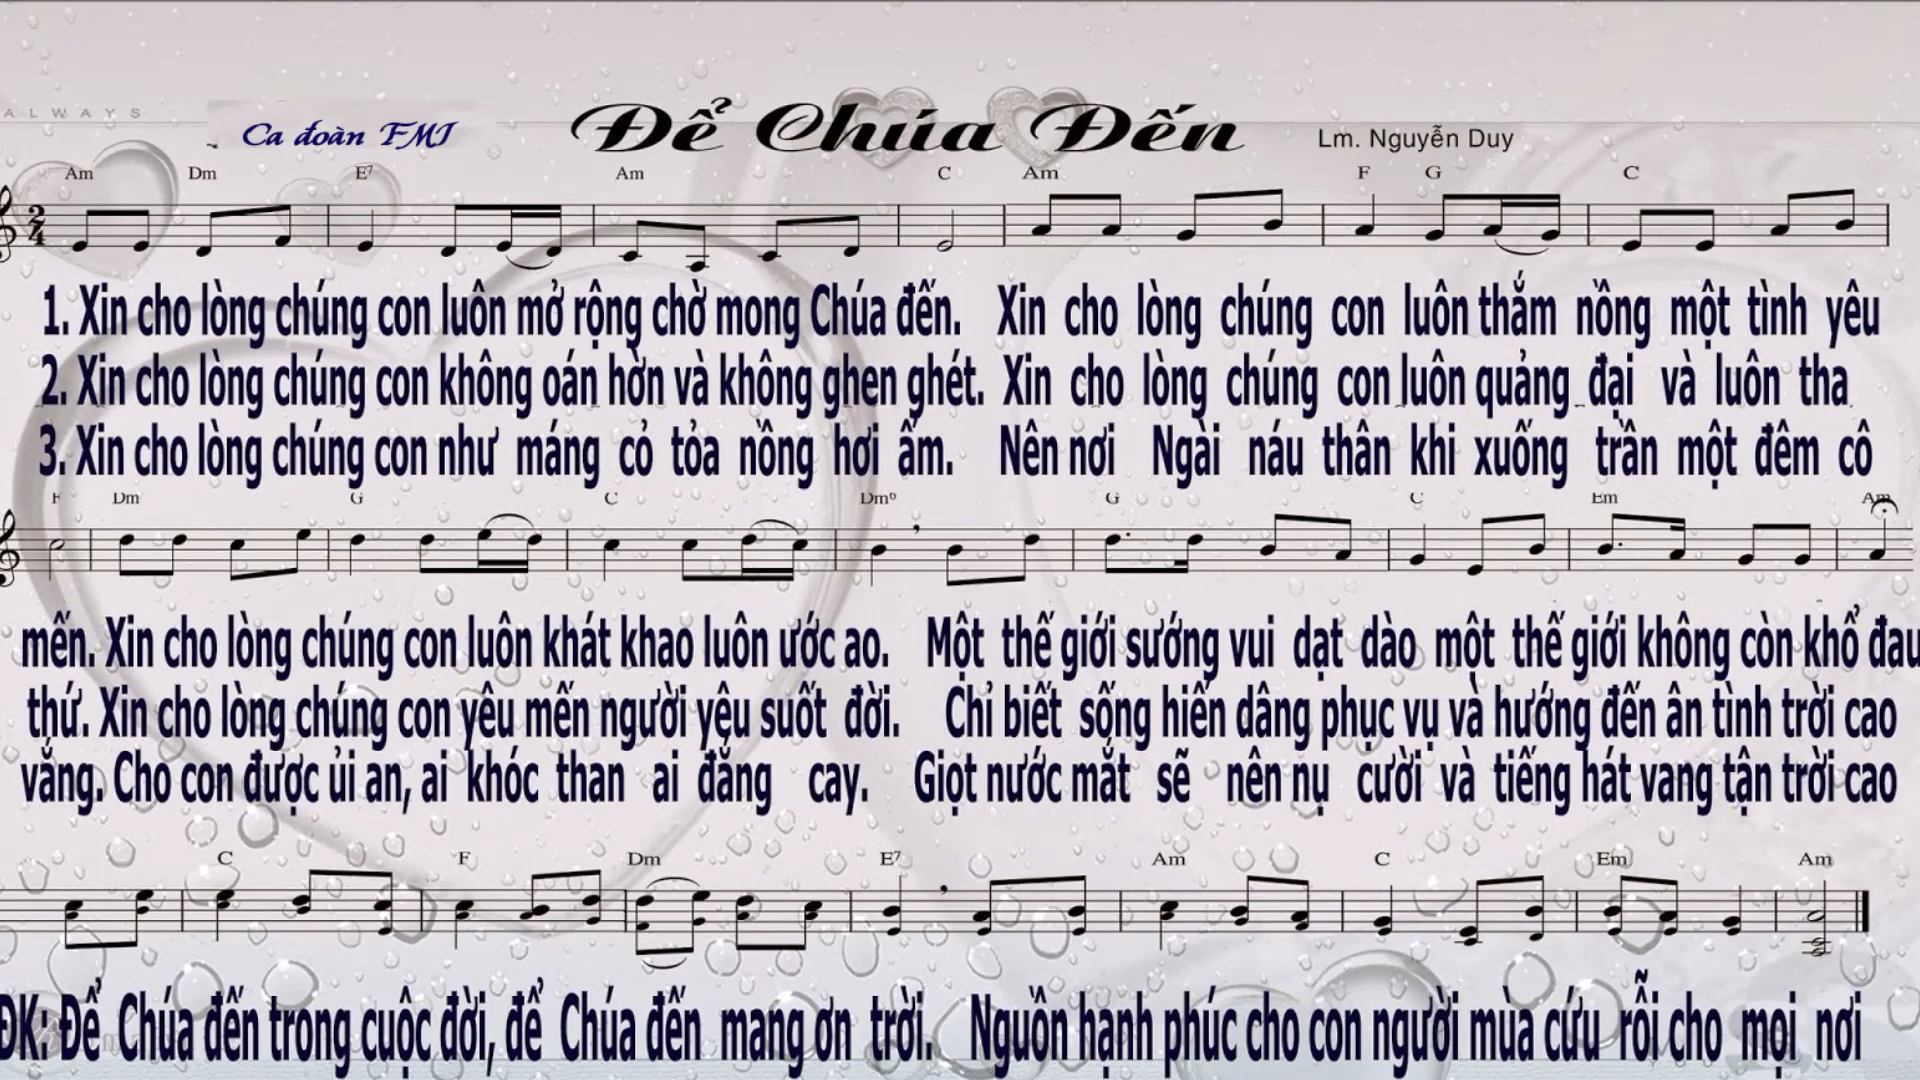 ALWAYS
Ca đoàn FMI
Để Chúa Đến
Lm. Nguyễn Duy
Am Dm E7 Am C Am F G C
2
4
1. Xin cho lòng chúng con luôn mở rộng chờ mong Chúa đến. Xin cho lòng chúng con luôn thắm nồng một tình yêu
2. Xin cho lòng chúng con không oán hờn và không ghen ghét. Xin cho lòng chúng con luôn quảng đại và luôn tha
3. Xin cho lòng chúng con như máng cỏ tỏa nồng hơi ấm. Nên nơi Ngài náu thân khi xuống trần một đêm cô
F Dm G C Dm6 G C Em Am
mến. Xin cho lòng chúng con luôn khát khao luôn ước ao. Một thế giới sướng vui dạt dào một thế giới không còn khổ đau
thứ. Xin cho lòng chúng con yêu mến người yêu suốt đời. Chỉ biết sống hiến dâng phục vụ và hướng đến ân tình trời cao
vắng. Cho con được ủi an, ai khóc than ai đắng cay. Giọt nước mắt sẽ nên nụ cười và tiếng hát vang tận trời cao
C F Dm E7 Am C Em Am
ĐK: Để Chúa đến trong cuộc đời, để Chúa đến mang ơn trời. Nguồn hạnh phúc cho con người mùa cứu rỗi cho mọi nơi